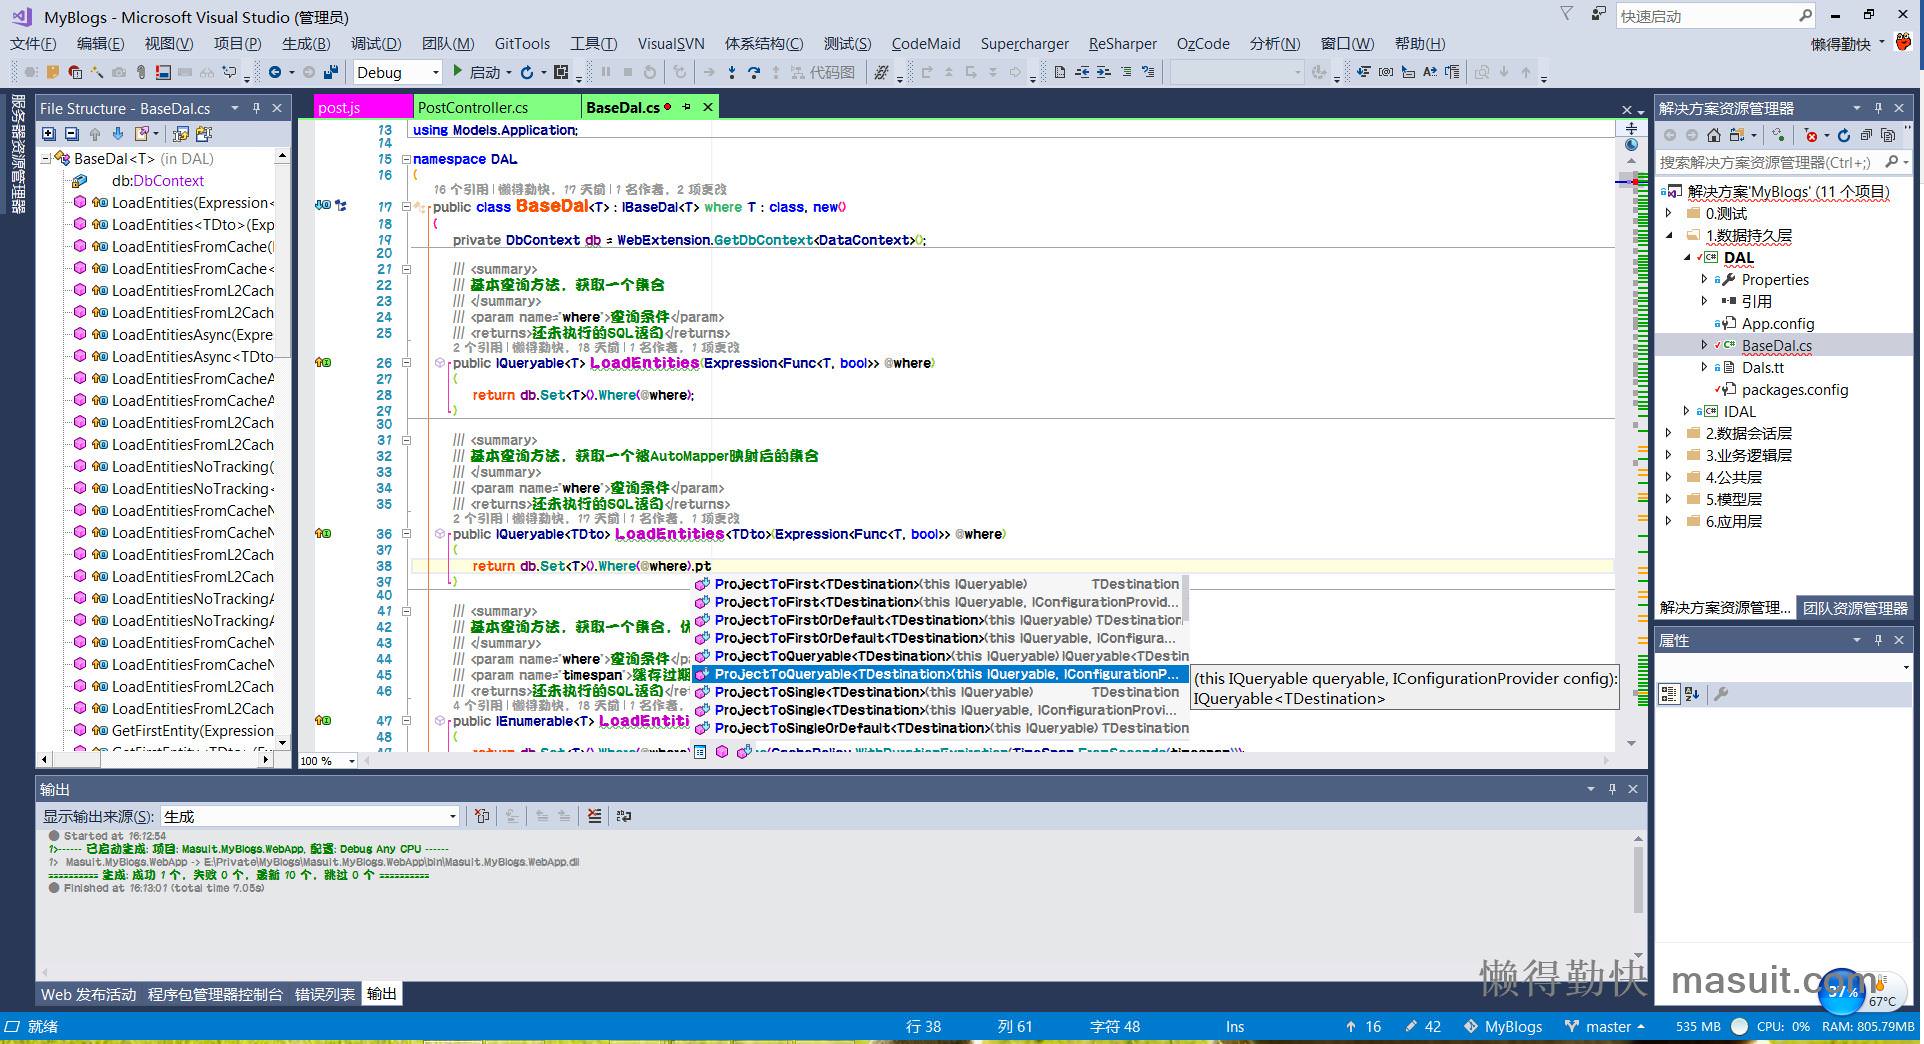 MyBlogs - Microsoft Visual Studio (管理员)
快速启动
文件(F) 编辑(E) 视图(V) 项目(P) 生成(B) 调试(D) 团队(M) GitTools 工具(T) VisualSVN 体系结构(C) 测试(S) CodeMaid Supercharger ReSharper OzCode 分析(N) 窗口(W) 帮助(H) 懒得勤快
Debug 启动 代码图
服务器资源管理器
File Structure - BaseDal.cs
BaseDal<T> (in DAL)
db:DbContext
LoadEntities(Expression<
LoadEntities<TDto>(Exp
LoadEntitiesFromCache(I
LoadEntitiesFromCache<
LoadEntitiesFromL2Cach
LoadEntitiesFromL2Cach
LoadEntitiesAsync(Expre
LoadEntitiesAsync<TDto
LoadEntitiesFromCacheA
LoadEntitiesFromCacheA
LoadEntitiesFromL2Cach
LoadEntitiesFromL2Cach
LoadEntitiesNoTracking(
LoadEntitiesNoTracking<
LoadEntitiesFromCacheN
LoadEntitiesFromCacheN
LoadEntitiesFromL2Cach
LoadEntitiesFromL2Cach
LoadEntitiesNoTrackingA
LoadEntitiesNoTrackingA
LoadEntitiesFromCacheN
LoadEntitiesFromCacheN
LoadEntitiesFromL2Cach
LoadEntitiesFromL2Cach
GetFirstEntity(Expression
GetFirstEntity<TDto>(Ex
post.js PostController.cs BaseDal.cs
13 using Models.Application;
14
15 namespace DAL
16 {
16 个引用 | 懒得勤快，17 天前 | 1 名作者，2 项更改
17 public class BaseDal<T> : IBaseDal<T> where T : class, new()
18 {
19 private DbContext db = WebExtension.GetDbContext<DataContext>();
20
21 /// <summary>
22 /// 基本查询方法，获取一个集合
23 /// </summary>
24 /// <param name="where">查询条件</param>
25 /// <returns>还未执行的SQL语句</returns>
2 个引用 | 懒得勤快，18 天前 | 1 名作者，1 项更改
26 public IQueryable<T> LoadEntities(Expression<Func<T, bool>> @where)
27 {
28 return db.Set<T>().Where(@where);
29 }
30
31 /// <summary>
32 /// 基本查询方法，获取一个被AutoMapper映射后的集合
33 /// </summary>
34 /// <param name="where">查询条件</param>
35 /// <returns>还未执行的SQL语句</returns>
2 个引用 | 懒得勤快，17 天前 | 1 名作者，1 项更改
36 public IQueryable<TDto> LoadEntities<TDto>(Expression<Func<T, bool>> @where)
37 {
38 return db.Set<T>().Where(@where).pt
39 }
40
41 /// <summary>
42 /// 基本查询方法，获取一个集合，优
43 /// </summary>
44 /// <param name="where">查询条件</p
45 /// <param name="timespan">缓存过期
46 /// <returns>还未执行的SQL语句</ret
4 个引用 | 懒得勤快，18 天前 | 1 名作
47 public IEnumerable<T> LoadEntiti
48 {
return db.Set<T>().Where(@where)
ProjectToFirst<TDestination>(this IQueryable) TDestination
ProjectToFirst<TDestination>(this IQueryable, IConfigurationProvid...
ProjectToFirstOrDefault<TDestination>(this IQueryable) TDestination
ProjectToFirstOrDefault<TDestination>(this IQueryable, IConfigura...
ProjectToQueryable<TDestination>(this IQueryable) IQueryable<TDestin
ProjectToQueryable<TDestination>(this IQueryable, IConfigurationP...
ProjectToSingle<TDestination>(this IQueryable) TDestination
ProjectToSingle<TDestination>(this IQueryable, IConfigurationProvi...
ProjectToSingleOrDefault<TDestination>(this IQueryable) TDestination
(CachePolicy.WithDurationExpiration(TimeSpan.FromSeconds(timespan)));
(this IQueryable queryable, IConfigurationProvider config):
IQueryable<TDestination>
100 %
解决方案资源管理器
搜索解决方案资源管理器(Ctrl+;)
解决方案'MyBlogs' (11 个项目)
0.测试
1.数据持久层
DAL
Properties
引用
App.config
BaseDal.cs
Dals.tt
packages.config
IDAL
2.数据会话层
3.业务逻辑层
4.公共层
5.模型层
6.应用层
解决方案资源管理... 团队资源管理器
属性
输出
显示输出来源(S): 生成
Started at 16:12:54
1>------ 已启动生成: 项目: Masuit.MyBlogs.WebApp, 配置: Debug Any CPU ------
1> Masuit.MyBlogs.WebApp -> E:\Private\MyBlogs\Masuit.MyBlogs.WebApp\bin\Masuit.MyBlogs.WebApp.dll
========== 生成: 成功 1 个，失败 0 个，最新 10 个，跳过 0 个 ==========
Finished at 16:13:01 (total time 7.05s)
Web 发布活动 程序包管理器控制台 错误列表 输出
懒得勤快 masuit.com
37% 67°C
就绪 行 38 列 61 字符 48 Ins 16 42 MyBlogs master 535 MB CPU: 0% RAM: 805.79MB